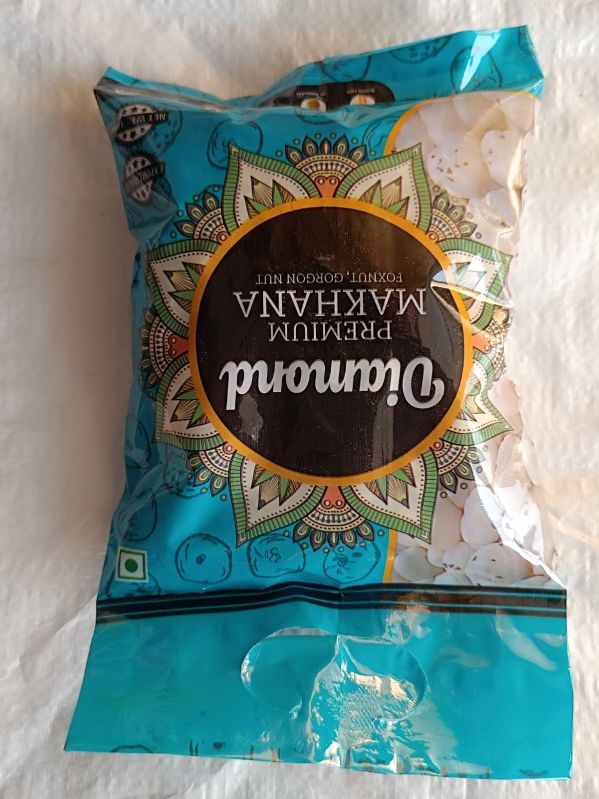 Diamond
PREMIUM
MAKHANA
FOXNUT, GORGON NUT